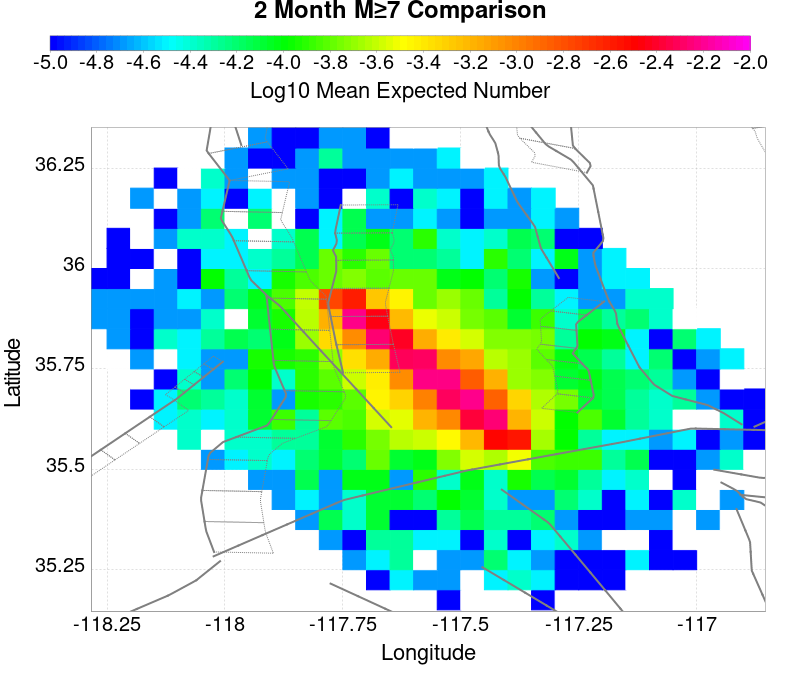 2 Month M≥7 Comparison
-5.0 -4.8 -4.6 -4.4 -4.2 -4.0 -3.8 -3.6 -3.4 -3.2 -3.0 -2.8 -2.6 -2.4 -2.2 -2.0
Log10 Mean Expected Number
36.25
36
35.75
35.5
35.25
Latitude
-118.25 -118 -117.75 -117.5 -117.25 -117
Longitude